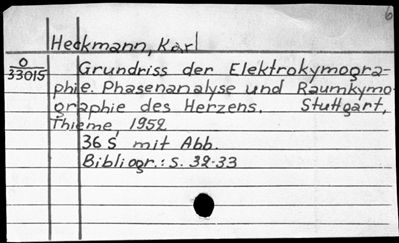 6
Heckmann, Karl
O
33015
Grundriss der Elektrokymogra-
phie. Phasenanalyse und Raumkymo-
graphie des Herzens. Stuttgart,
Thieme, 1952
36 S mit Abb.
Bibliogr.: S. 32-33